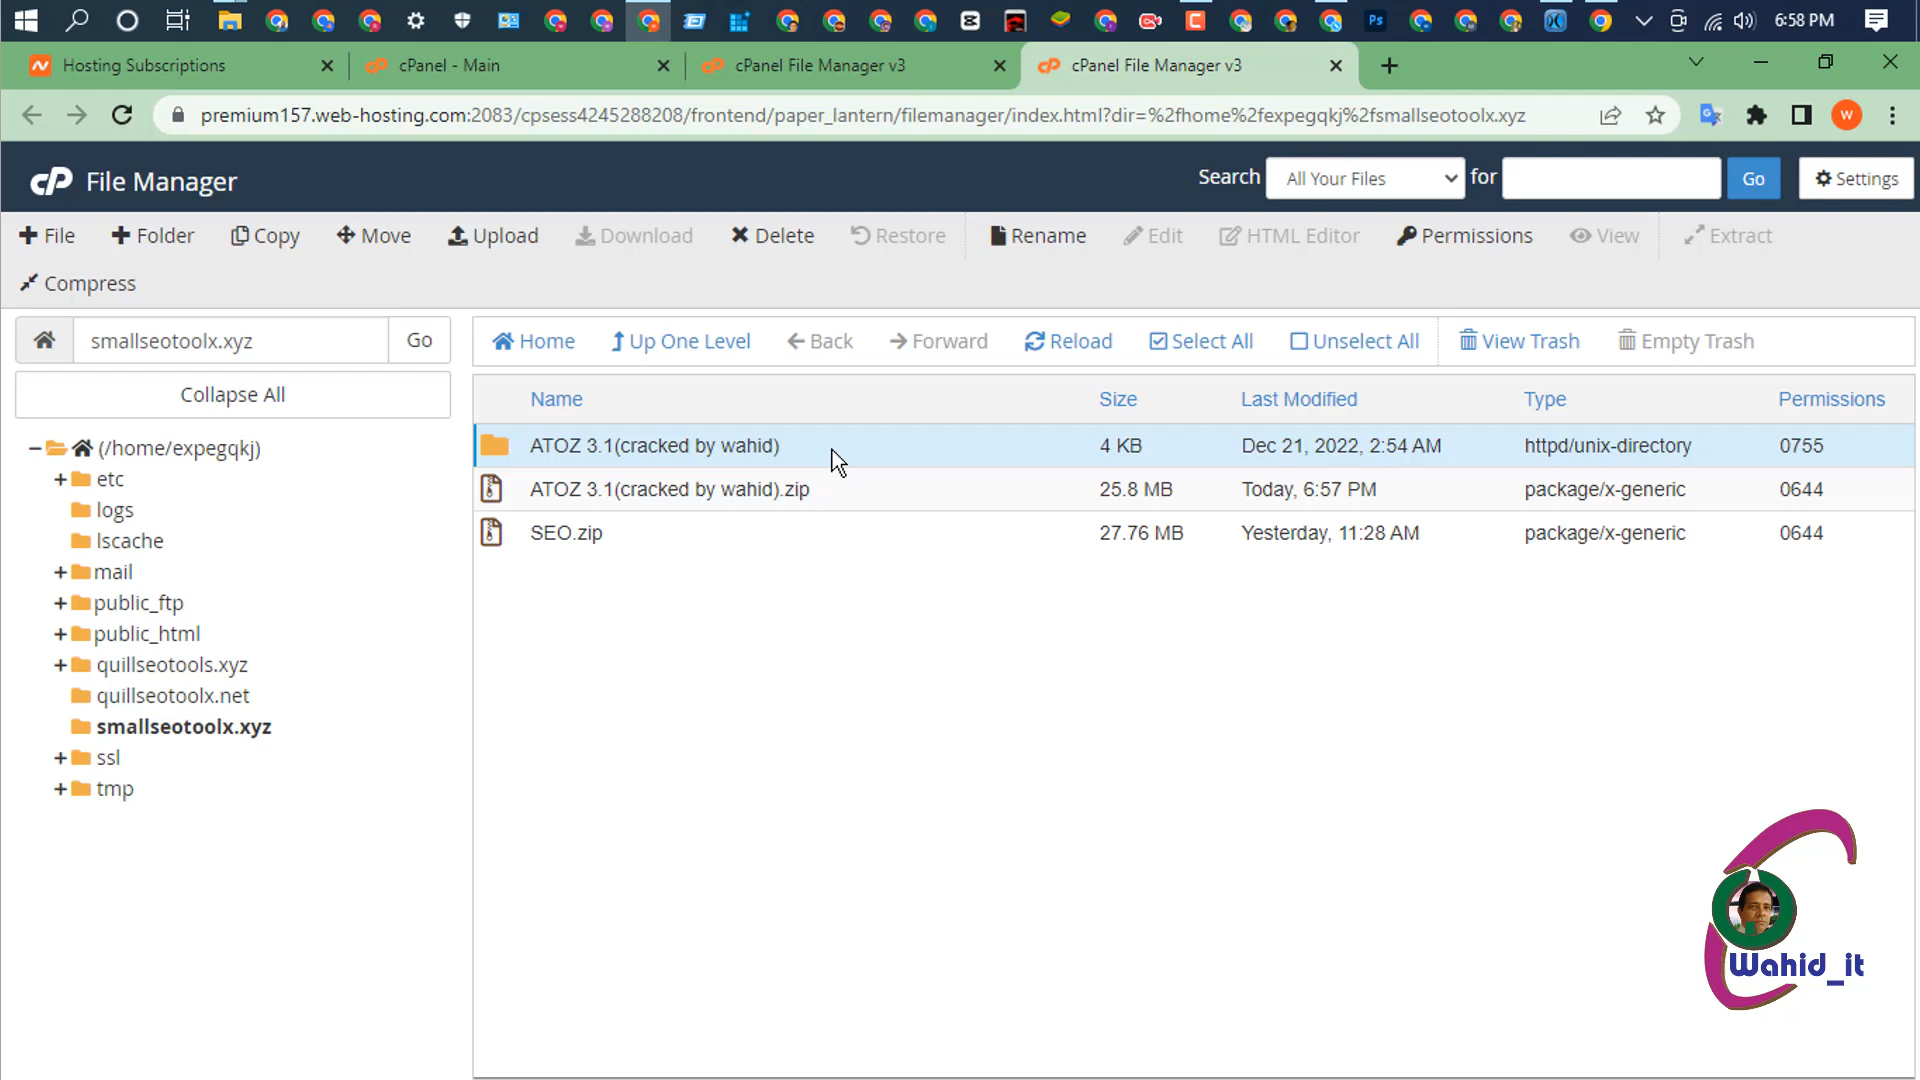 6:58 PM
Hosting Subscriptions
cPanel - Main
cPanel File Manager v3
cPanel File Manager v3
premium157.web-hosting.com:2083/cpsess4245288208/frontend/paper_lantern/filemanager/index.html?dir=%2fhome%2fexpegqkj%2fsmallseotoolx.xyz
W
cP File Manager
Search All Your Files for Go Settings
File Folder Copy Move Upload Download Delete Restore Rename Edit HTML Editor Permissions View Extract
Compress
smallseotoolx.xyz Go
Home Up One Level Back Forward Reload Select All Unselect All View Trash Empty Trash
Collapse All
(/home/expegqkj)
etc
logs
lscache
mail
public_ftp
public_html
quillseotools.xyz
quillseotoolx.net
smallseotoolx.xyz
ssl
tmp
Name Size Last Modified Type Permissions
ATOZ 3.1(cracked by wahid) 4 KB Dec 21, 2022, 2:54 AM httpd/unix-directory 0755
ATOZ 3.1(cracked by wahid).zip 25.8 MB Today, 6:57 PM package/x-generic 0644
SEO.zip 27.76 MB Yesterday, 11:28 AM package/x-generic 0644
Wahid_it